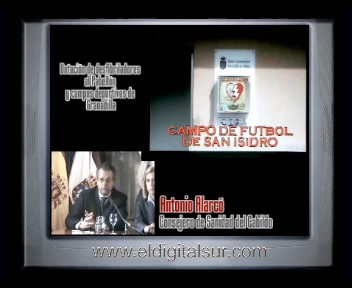 Dotación de Desfibriladores
al Pabellón
y campos deportivos de
Granadilla
CAMPO DE FUTBOL
DE SAN ISIDRO
Antonio Alarcó
Consejero de Sanidad del Cabildo
www.eldigitalsur.com